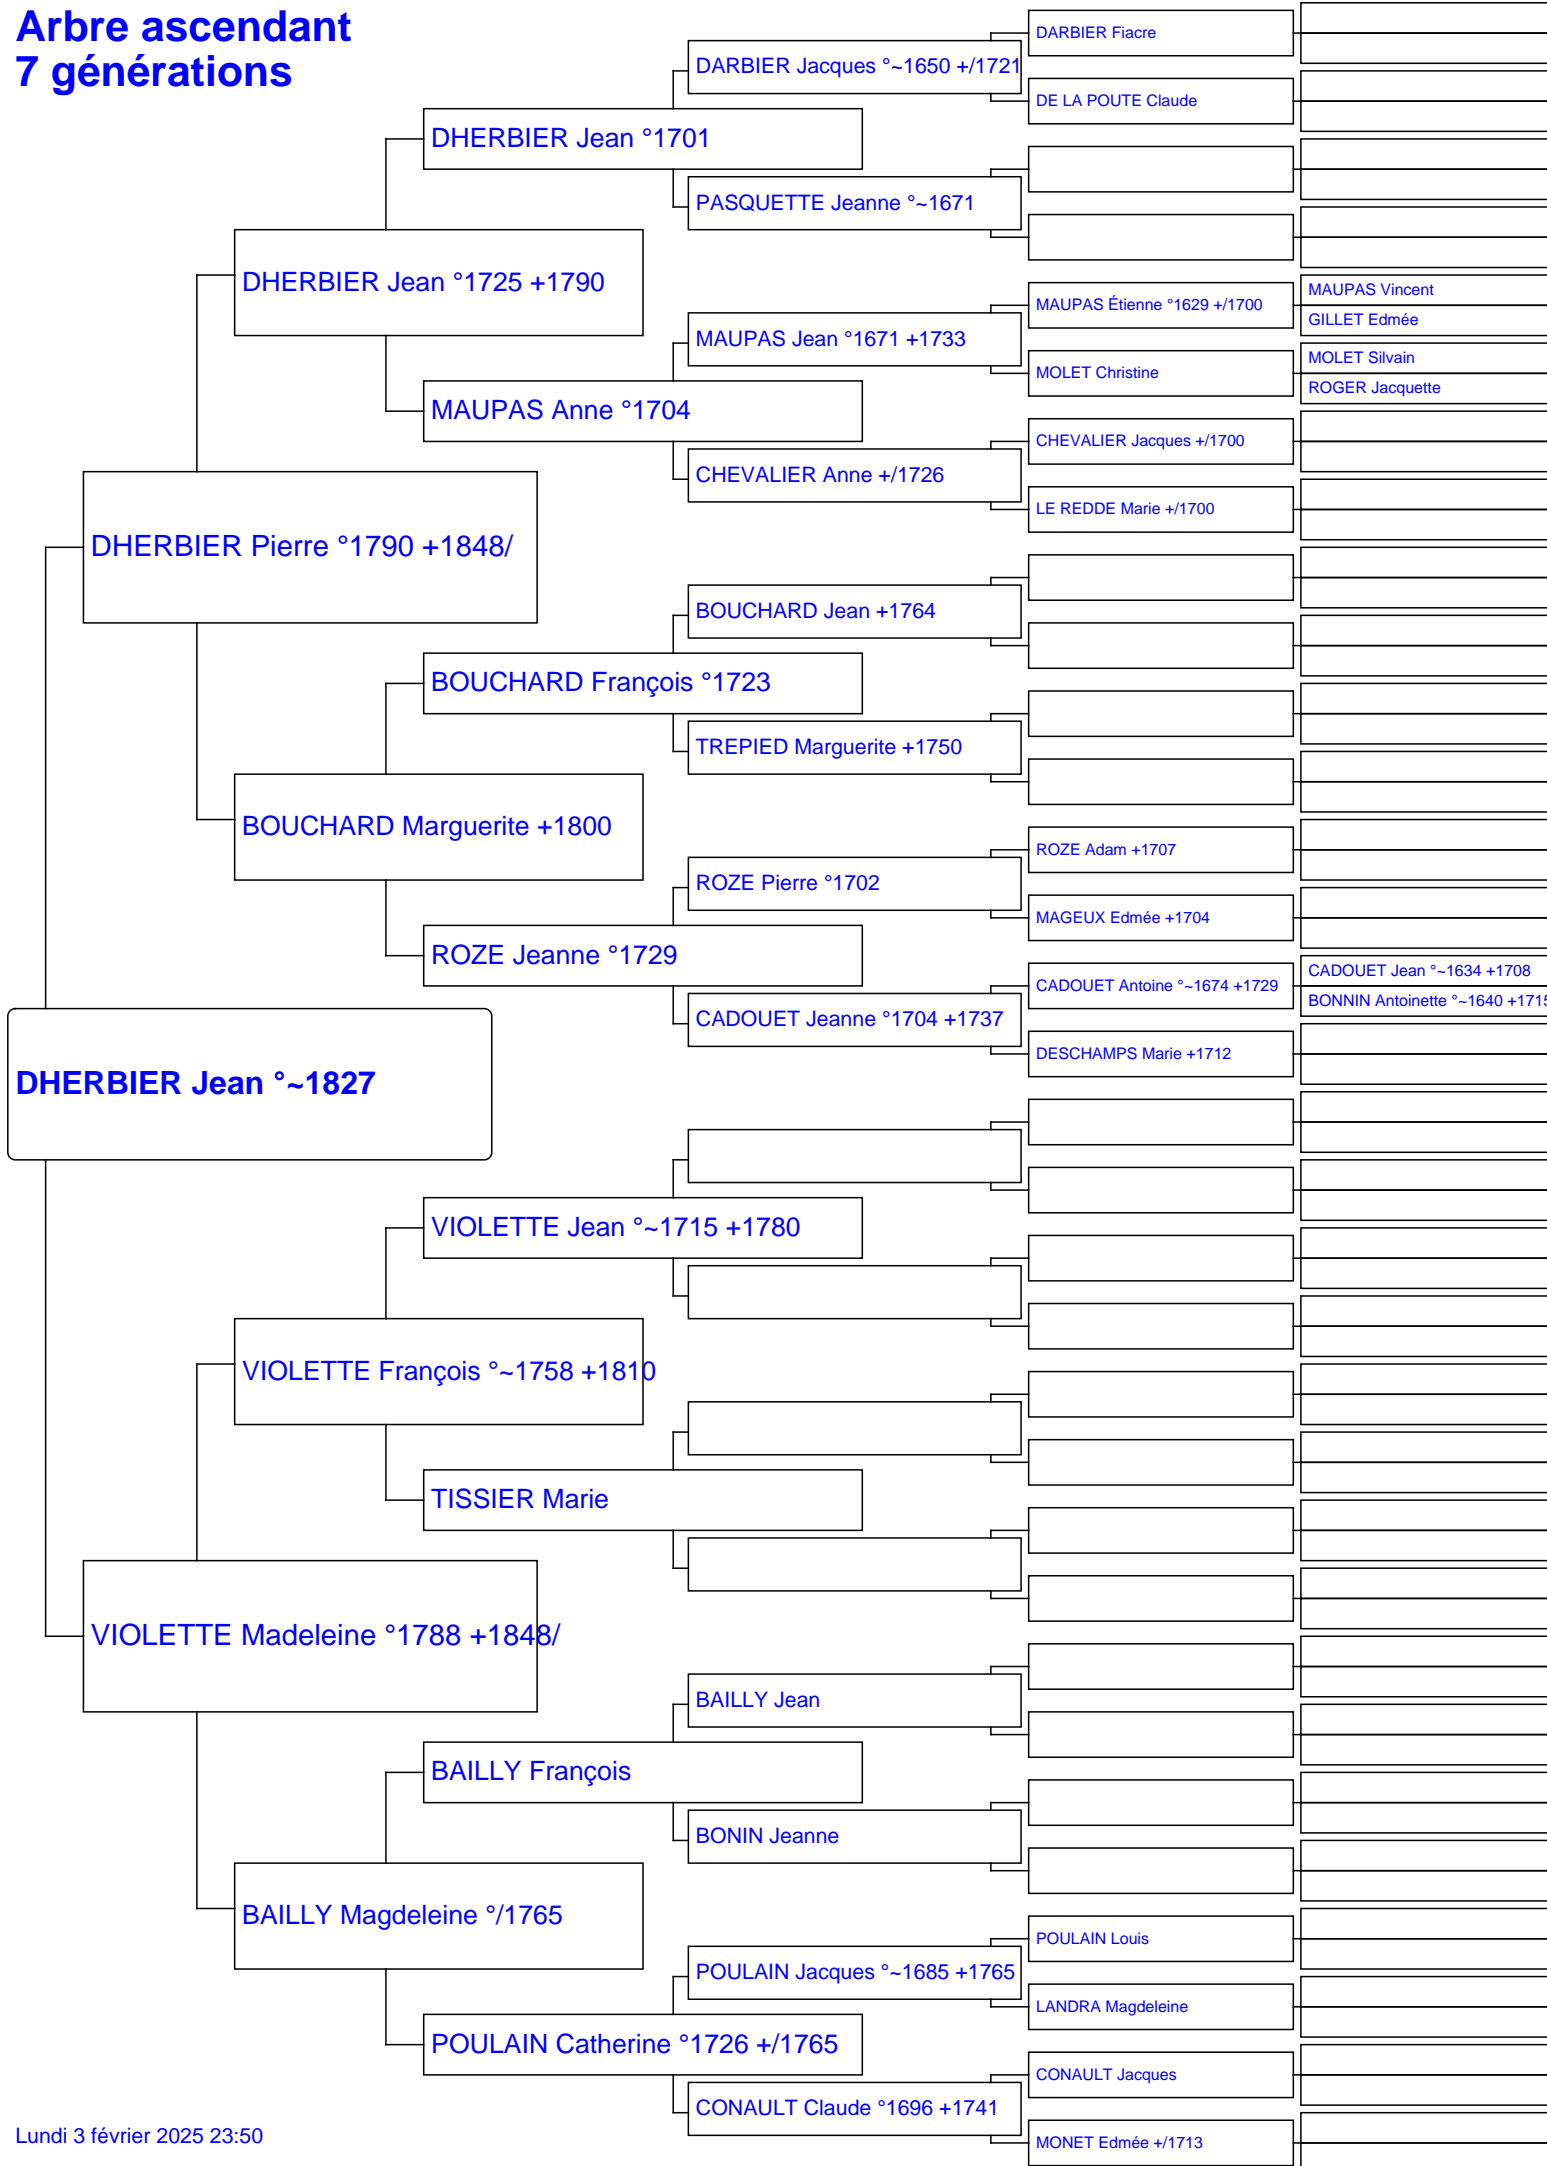 Arbre ascendant
7 générations
DHERBIER Jean °~1827
DHERBIER Pierre °1790 +1848/
VIOLETTE Madeleine °1788 +1848/
DHERBIER Jean °1725 +1790
BOUCHARD Marguerite +1800
VIOLETTE François °~1758 +1810
BAILLY Magdeleine °/1765
DHERBIER Jean °1701
MAUPAS Anne °1704
BOUCHARD François °1723
ROZE Jeanne °1729
VIOLETTE Jean °~1715 +1780
TISSIER Marie
BAILLY François
POULAIN Catherine °1726 +/1765
DARBIER Jacques °~1650 +/1721
PASQUETTE Jeanne °~1671
MAUPAS Jean °1671 +1733
CHEVALIER Anne +/1726
BOUCHARD Jean +1764
TREPIED Marguerite +1750
ROZE Pierre °1702
CADOUET Jeanne °1704 +1737
BAILLY Jean
BONIN Jeanne
POULAIN Jacques °~1685 +1765
CONAULT Claude °1696 +1741
DARBIER Fiacre
DE LA POUTE Claude
MAUPAS Étienne °1629 +/1700
MOLET Christine
CHEVALIER Jacques +/1700
LE REDDE Marie +/1700
ROZE Adam +1707
MAGEUX Edmée +1704
CADOUET Antoine °~1674 +1729
DESCHAMPS Marie +1712
POULAIN Louis
LANDRA Magdeleine
CONAULT Jacques
MONET Edmée +/1713
MAUPAS Vincent
GILLET Edmée
MOLET Silvain
ROGER Jacquette
CADOUET Jean °~1634 +1708
BONNIN Antoinette °~1640 +1715
Lundi 3 février 2025 23:50